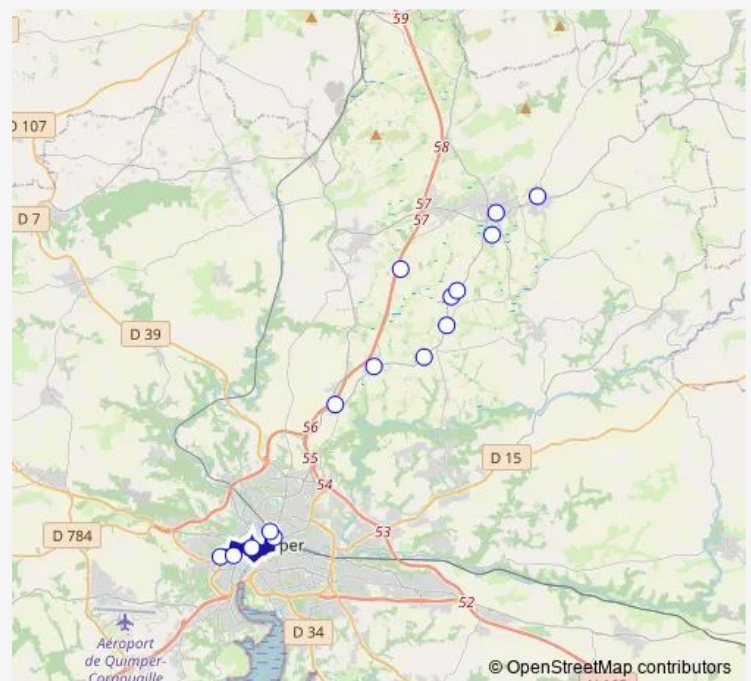 59
D 107
58
57
57
D 7
D 39
56
55
D 15
54
53
D 784
per
52
D 34
Aéroport
de Quimper-
Cornouaille
© OpenStreetMap contributors